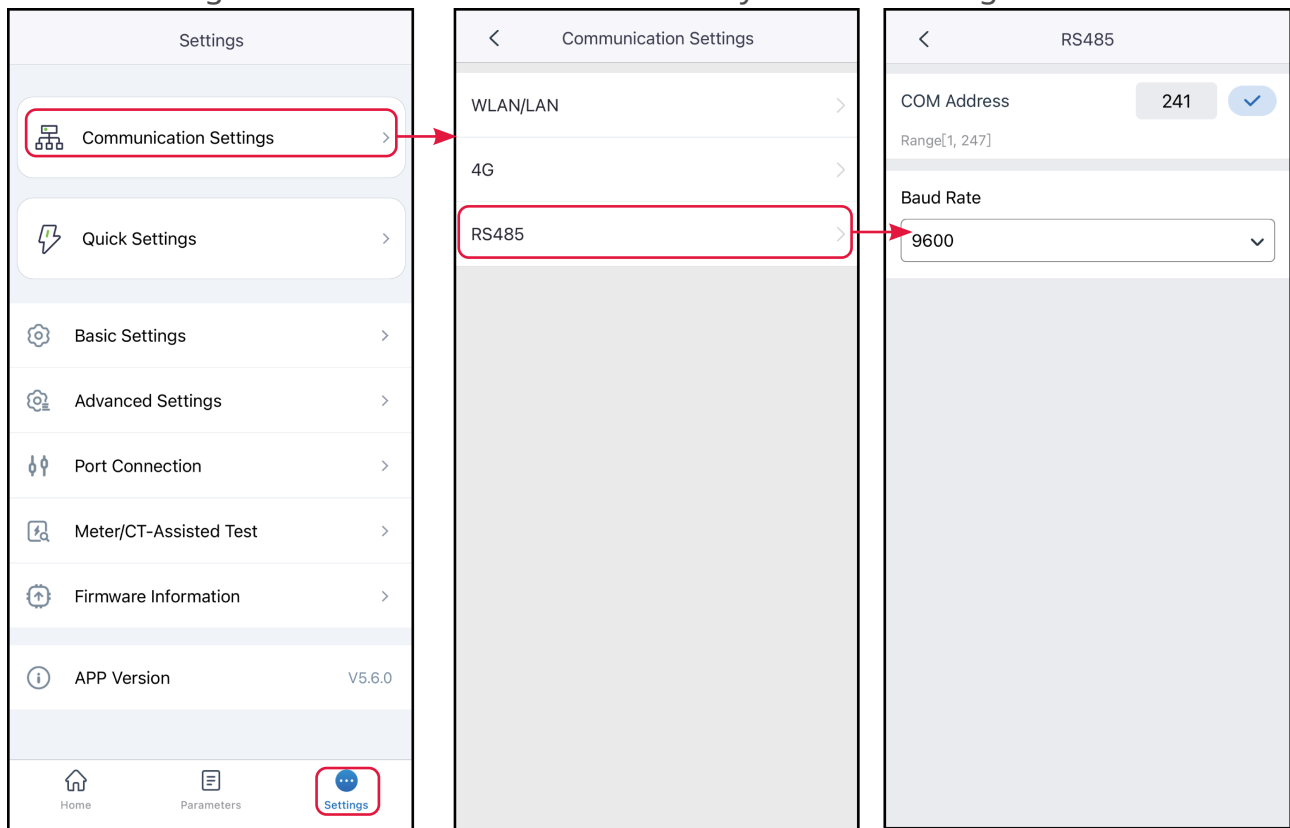 Settings
Communication Settings
Quick Settings
Basic Settings
Advanced Settings
Port Connection
Meter/CT-Assisted Test
Firmware Information
APP Version V5.6.0
Home Parameters Settings
Communication Settings
WLAN/LAN
4G
RS485
RS485
COM Address 241
Range[1, 247]
Baud Rate
9600